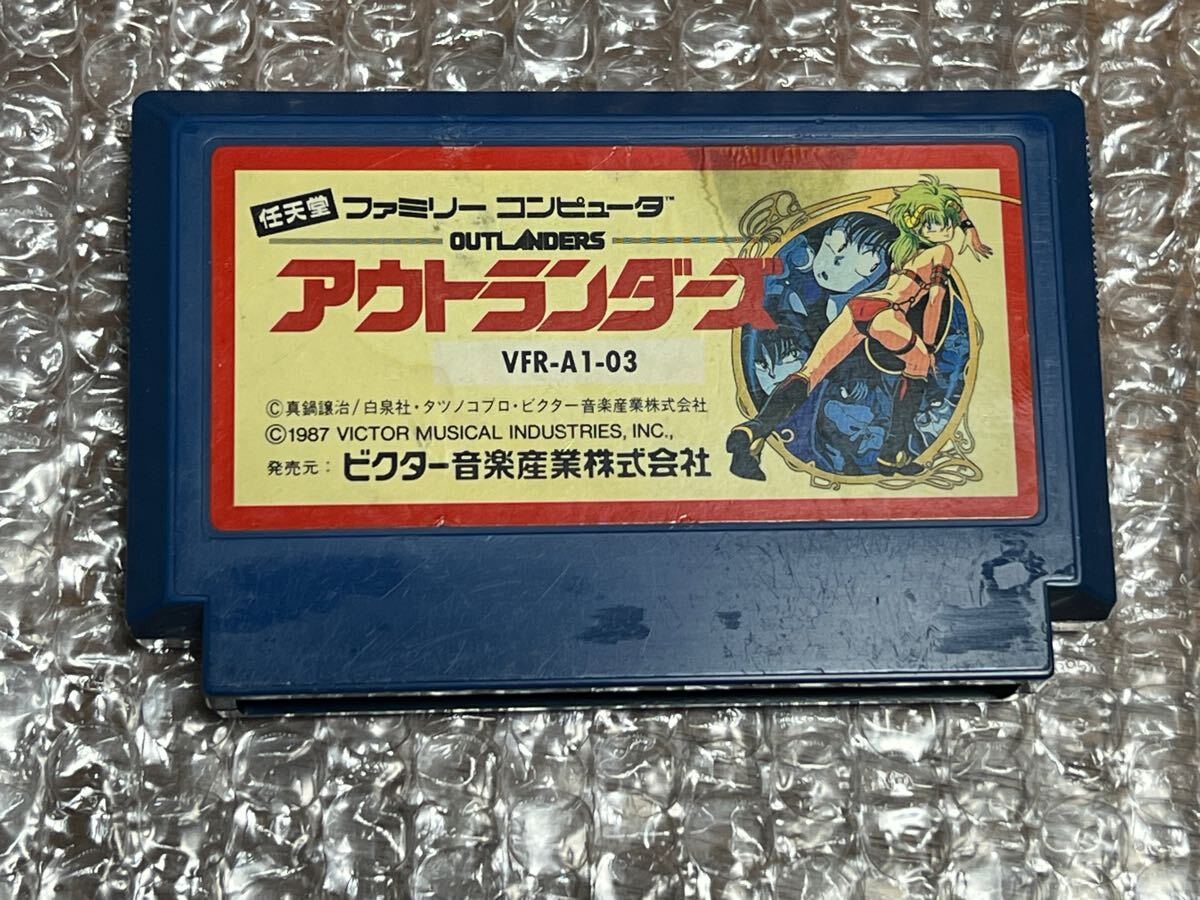 任天堂 ファミリー コンピュータ™
OUTLANDERS
アウトランダーズ
VFR-A1-03
©真鍋譲治/白泉社・タツノコプロ・ビクター音楽産業株式会社
©1987 VICTOR MUSICAL INDUSTRIES, INC.,
発売元: ビクター音楽産業株式会社